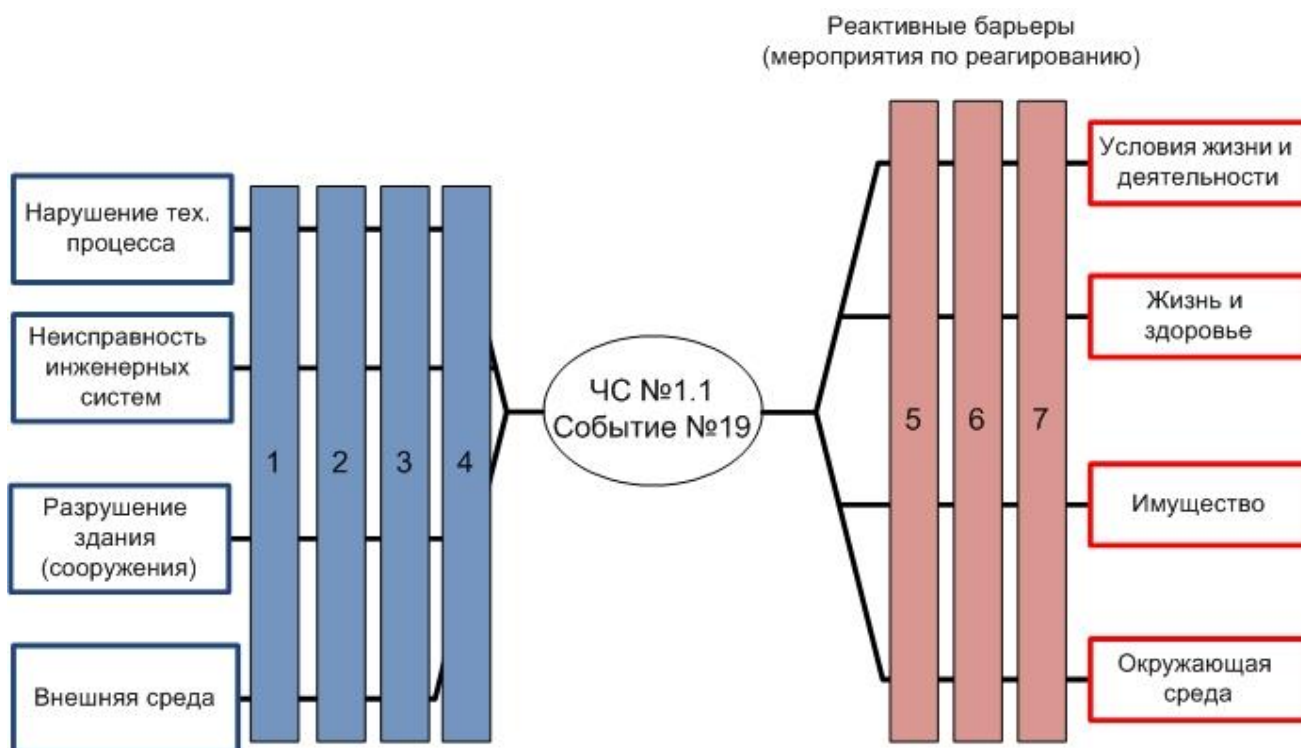 Реактивные барьеры
(мероприятия по реагированию)
Нарушение тех.
процесса
Неисправность
инженерных
систем
Разрушение
здания
(сооружения)
Внешняя среда
1
2
3
4
ЧС №1.1
Событие №19
5
6
7
Условия жизни и
деятельности
Жизнь и
здоровье
Имущество
Окружающая
среда